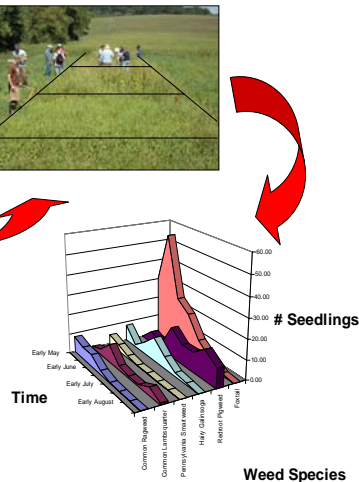 60.00
50.00
40.00
30.00
# Seedlings
20.00
10.00
0.00
Early May
Early June
Early July
Early August
Time
Common Ragweed
Common Lambsquarter
Pennsylvania Smartweed
Hairy Galinsoga
Redroot Pigweed
Foxtail
Weed Species